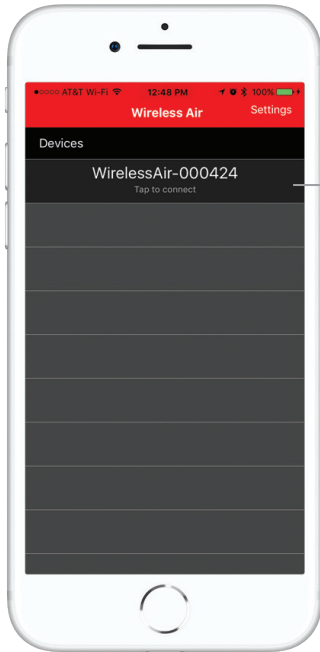 ●○○○○ AT&T Wi-Fi 12:48 PM 100%
Wireless Air Settings
Devices
WirelessAir-000424
Tap to connect